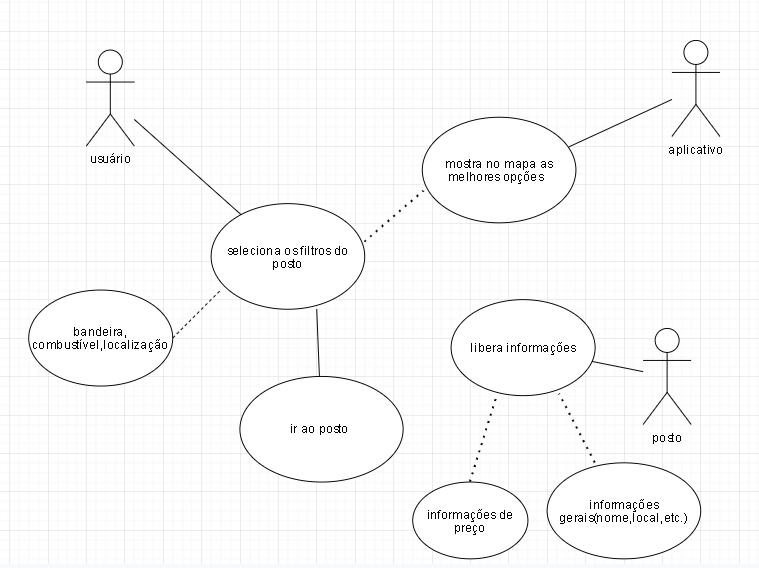 usuário
aplicativo
mostra no mapa as
melhores opções
seleciona os filtros do
posto
bandeira,
combustível,localização
libera informações
ir ao posto
posto
informações de
preço
informações
gerais(nome,local,etc.)